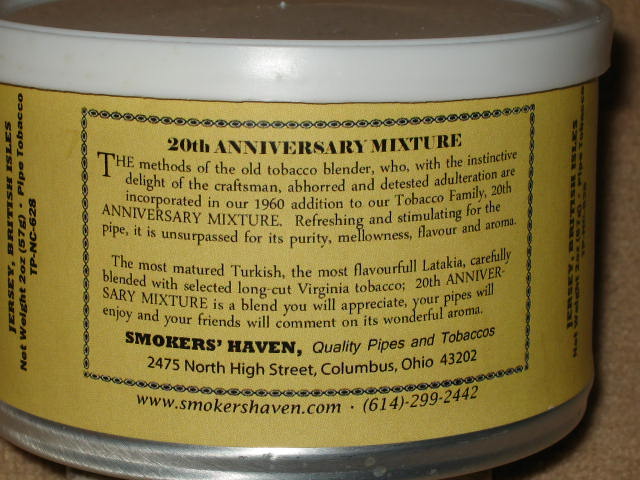 20th ANNIVERSARY MIXTURE
THE methods of the old tobacco blender, who, with the instinctive
delight of the craftsman, abhorred and detested adulteration are
incorporated in our 1960 addition to our Tobacco Family, 20th
ANNIVERSARY MIXTURE. Refreshing and stimulating for the
pipe, it is unsurpassed for its purity, mellowness, flavour and aroma.
The most matured Turkish, the most flavourfull Latakia, carefully
blended with selected long-cut Virginia tobacco; 20th ANNIVER-
SARY MIXTURE is a blend you will appreciate, your pipes will
enjoy and your friends will comment on its wonderful aroma.
SMOKERS' HAVEN, Quality Pipes and Tobaccos
2475 North High Street, Columbus, Ohio 43202
www.smokershaven.com · (614)-299-2442
JERSEY, BRITISH ISLES
Net Weight 2oz (57g) · Pipe Tobacco
TP-NC-628
JERSEY, BRITISH ISLES
Net Weight